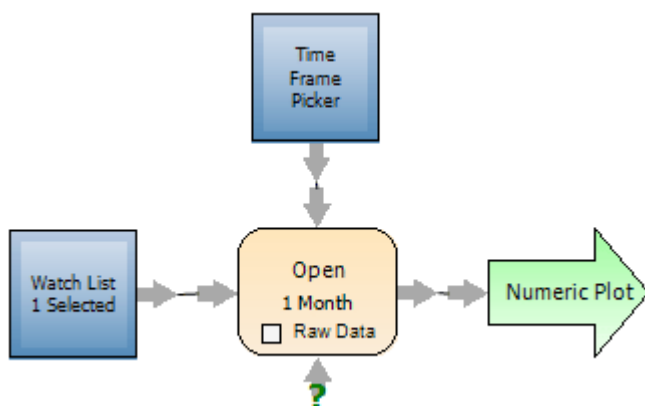 Time
Frame
Picker
Watch List
1 Selected
Open
1 Month
Raw Data
Numeric Plot
?